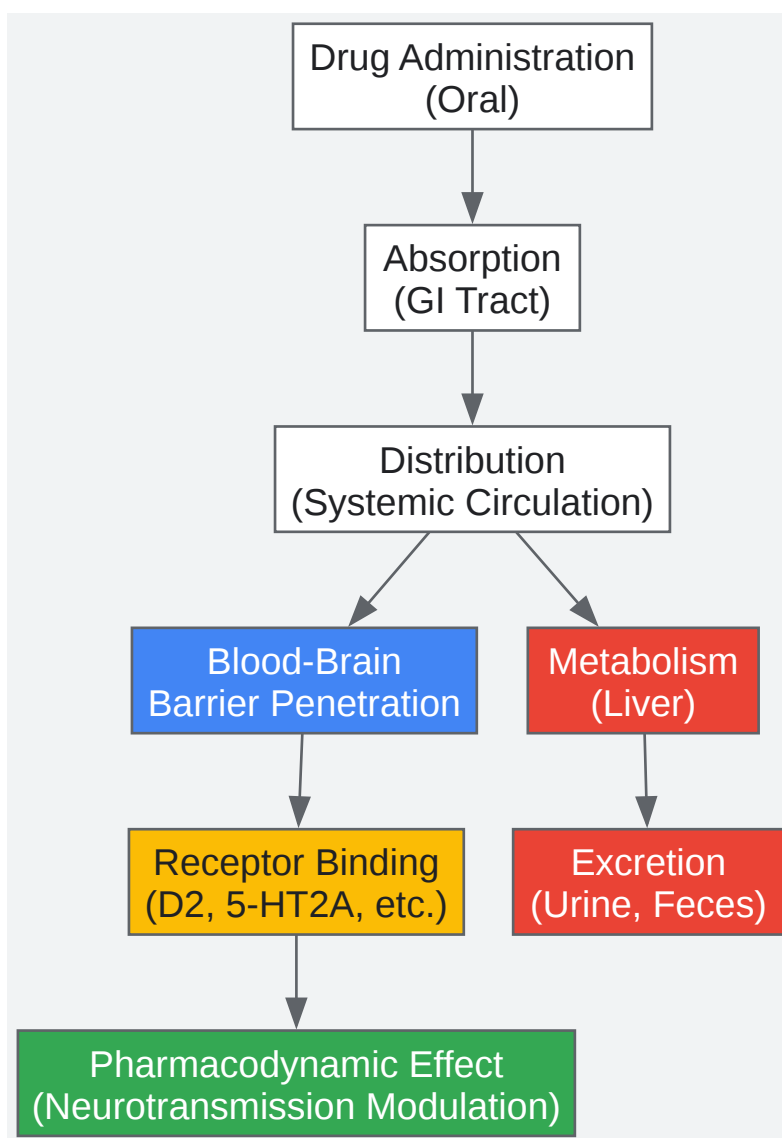 Drug Administration
(Oral)
Absorption
(GI Tract)
Distribution
(Systemic Circulation)
Blood-Brain
Barrier Penetration
Metabolism
(Liver)
Receptor Binding
(D2, 5-HT2A, etc.)
Excretion
(Urine, Feces)
Pharmacodynamic Effect
(Neurotransmission Modulation)